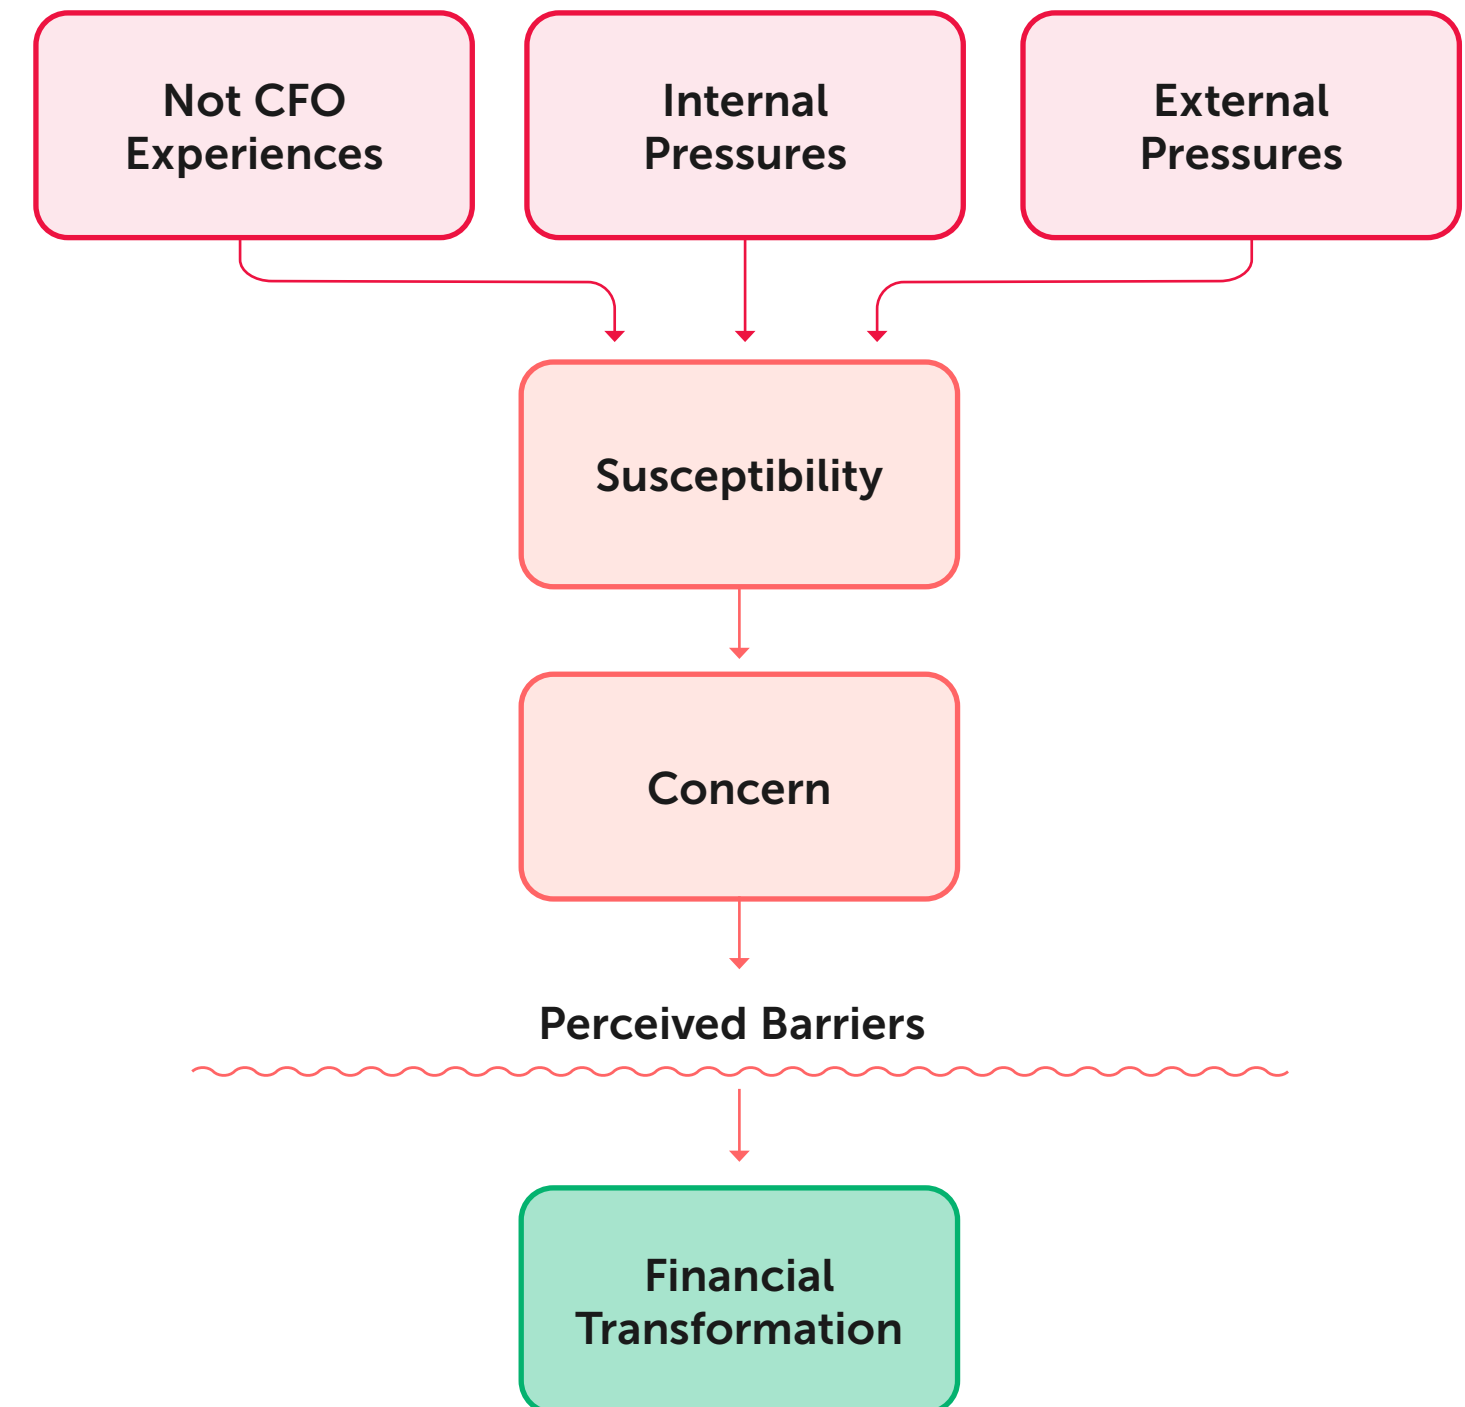 Not CFO
Experiences
Internal
Pressures
External
Pressures
Susceptibility
Concern
Perceived Barriers
Financial
Transformation